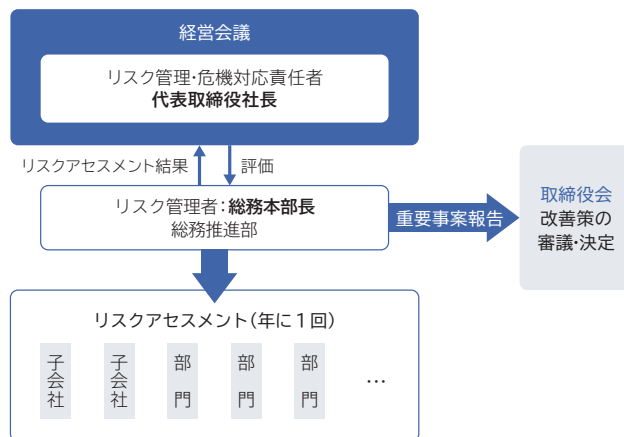 経営会議
リスク管理・危機対応責任者
代表取締役社長
リスクアセスメント結果
評価
リスク管理者：総務本部長
総務推進部
重要事案報告
取締役会
改善策の
審議・決定
リスクアセスメント（年に１回）
子会社
子会社
部門
部門
部門
…